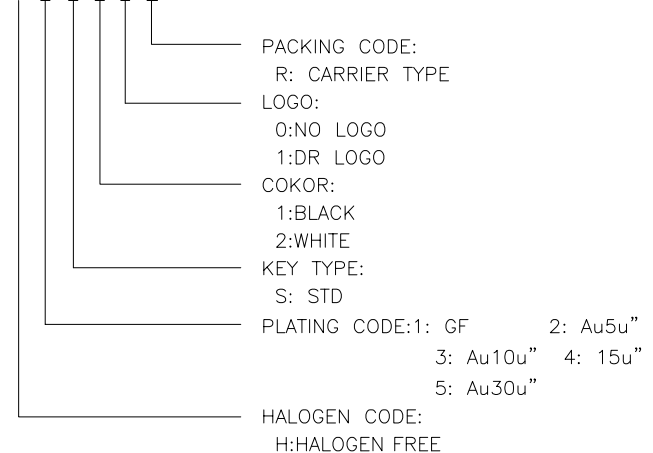 PACKING CODE:
R: CARRIER TYPE
LOGO:
0:NO LOGO
1:DR LOGO
COKOR:
1:BLACK
2:WHITE
KEY TYPE:
S: STD
PLATING CODE:1: GF 2: Au5u”
3: Au10u” 4: 15u”
5: Au30u”
HALOGEN CODE:
H:HALOGEN FREE